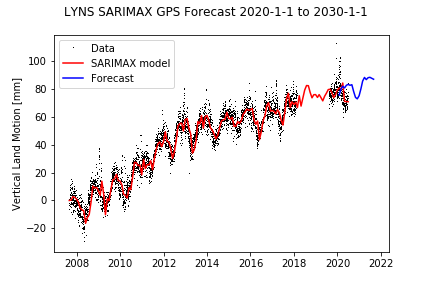 LYNS SARIMAX GPS Forecast 2020-1-1 to 2030-1-1
Data
SARIMAX model
Forecast
Vertical Land Motion [mm]
100
80
60
40
20
0
−20
2008 2010 2012 2014 2016 2018 2020 2022